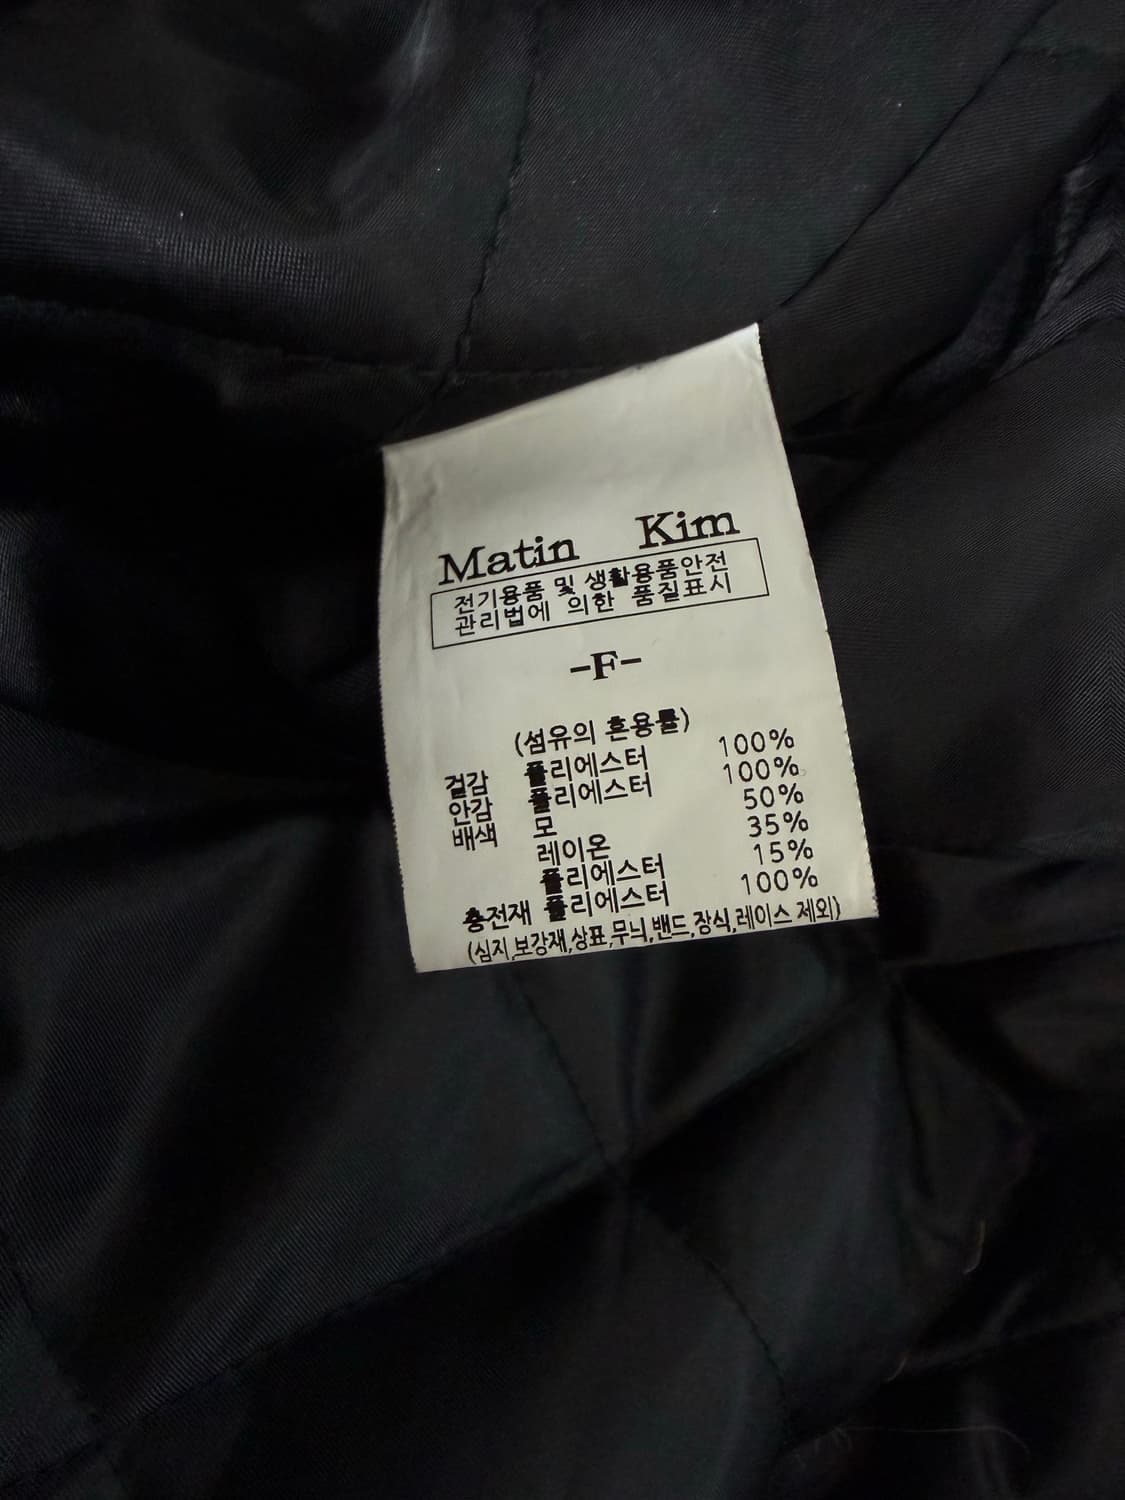 Matin Kim
전기용품 및 생활용품안전
관리법에 의한 품질표시
-F-
(섬유의 혼용률)
겉감 폴리에스터 100%
안감 폴리에스터 100%
배색 모 50%
레이온 35%
폴리에스터 15%
충전재 폴리에스터 100%
(심지,보강재,상표,무늬,밴드,장식,레이스 제외)